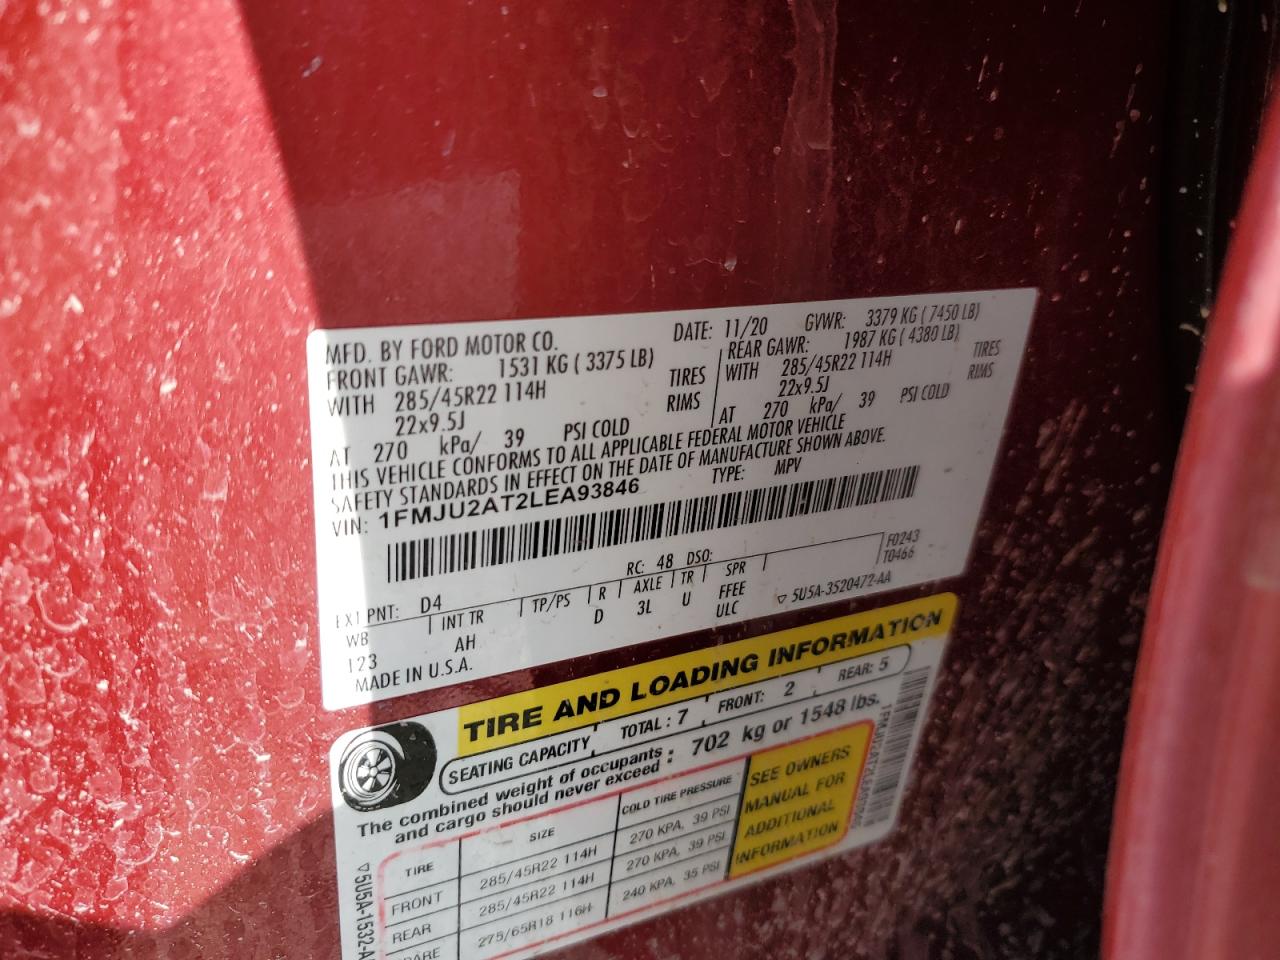 MFD. BY FORD MOTOR CO. DATE: 11/20 GVWR: 3379 KG ( 7450 LB)
FRONT GAWR: 1531 KG ( 3375 LB) REAR GAWR: 1987 KG ( 4380 LB)
WITH 285/45R22 114H TIRES WITH 285/45R22 114H TIRES
22x9.5J RIMS 22x9.5J RIMS
AT 270 kPa/ 39 PSI COLD AT 270 kPa/ 39 PSI COLD
THIS VEHICLE CONFORMS TO ALL APPLICABLE FEDERAL MOTOR VEHICLE
SAFETY STANDARDS IN EFFECT ON THE DATE OF MANUFACTURE SHOWN ABOVE.
VIN: 1FMJU2AT2LEA93846 TYPE: MPV
F0243
T0466
EXT PNT: D4 RC: 48 DSO:
WB INT TR TP/PS R AXLE TR SPR
123 AH D 3L U FFEE
ULC
▽ 5U5A-3520472-AA
MADE IN U.S.A.
TIRE AND LOADING INFORMATION
SEATING CAPACITY TOTAL : 7 FRONT: 2 REAR: 5
The combined weight of occupants and cargo should never exceed : 702 kg or 1548 lbs.
TIRE SIZE COLD TIRE PRESSURE
FRONT 285/45R22 114H 270 KPA, 39 PSI
REAR 285/45R22 114H 270 KPA, 39 PSI
SPARE 275/65R18 116H 240 KPA, 35 PSI
SEE OWNERS
MANUAL FOR
ADDITIONAL
INFORMATION
▽5U5A-1532-A